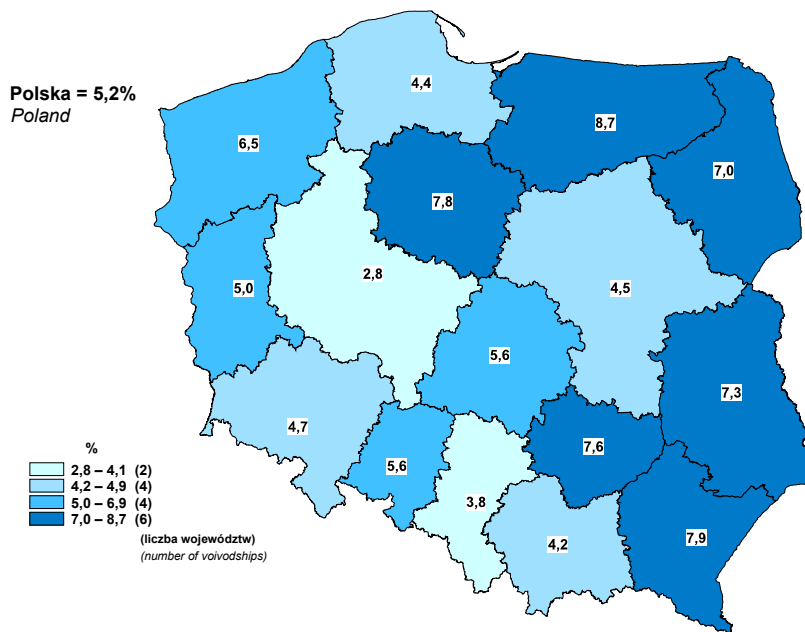 Polska = 5,2%
Poland
4,4
8,7
6,5
7,0
7,8
2,8
5,0
4,5
5,6
7,3
4,7
7,6
5,6
3,8
7,9
4,2
%
2,8 – 4,1 (2)
4,2 – 4,9 (4)
5,0 – 6,9 (4)
7,0 – 8,7 (6)
(liczba województw)
(number of voivodships)